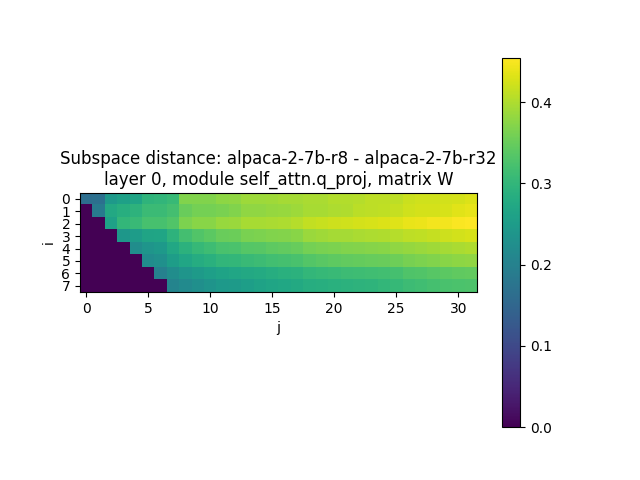 Subspace distance: alpaca-2-7b-r8 - alpaca-2-7b-r32
layer 0, module self_attn.q_proj, matrix W
0
1
2
3
4
5
6
7
i
0 5 10 15 20 25 30
j
0.4
0.3
0.2
0.1
0.0